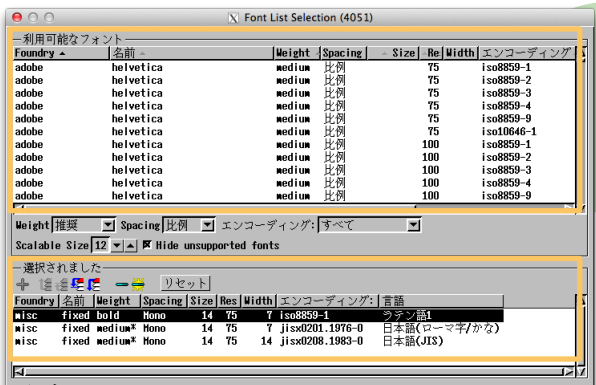 Font List Selection (4051)
利用可能なフォント
Foundry 名前 Weight Spacing Size Re Width エンコーディング
adobe helvetica medium 比例 75 iso8859-1
adobe helvetica medium 比例 75 iso8859-2
adobe helvetica medium 比例 75 iso8859-3
adobe helvetica medium 比例 75 iso8859-4
adobe helvetica medium 比例 75 iso8859-9
adobe helvetica medium 比例 75 iso10646-1
adobe helvetica medium 比例 100 iso8859-1
adobe helvetica medium 比例 100 iso8859-2
adobe helvetica medium 比例 100 iso8859-3
adobe helvetica medium 比例 100 iso8859-4
adobe helvetica medium 比例 100 iso8859-9
Weight 推奨 Spacing 比例 エンコーディング: すべて
Scalable Size 12 Hide unsupported fonts
選択されました
リセット
Foundry 名前 Weight Spacing Size Res Width エンコーディング: 言語
misc fixed bold Mono 14 75 7 iso8859-1 ラテン語1
misc fixed medium* Mono 14 75 7 jisx0201.1976-0 日本語(ローマ字/かな)
misc fixed medium* Mono 14 75 14 jisx0208.1983-0 日本語(JIS)